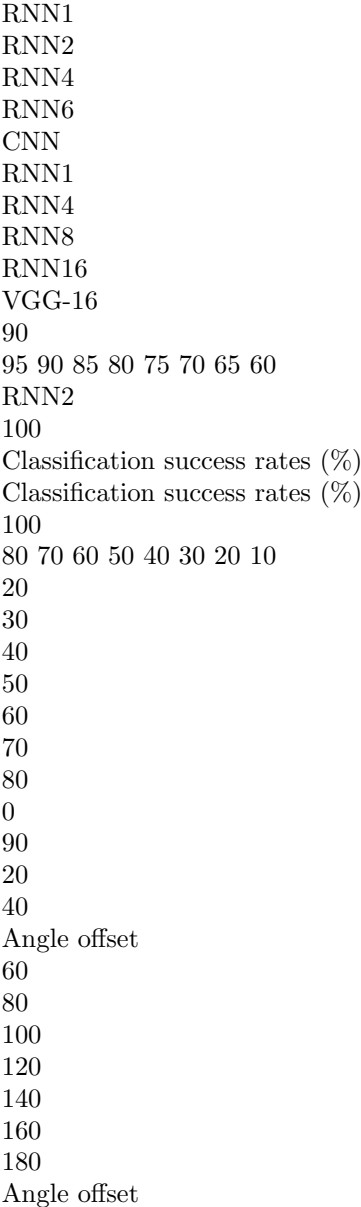 RNN1
RNN2
RNN4
RNN6
CNN
RNN1
RNN4
RNN8
RNN16
VGG-16
90
95 90 85 80 75 70 65 60
RNN2
100
Classification success rates (%)
Classification success rates (%)
100
80 70 60 50 40 30 20 10
20
30
40
50
60
70
80
0
90
20
40
Angle offset
60
80
100
120
140
160
180
Angle offset